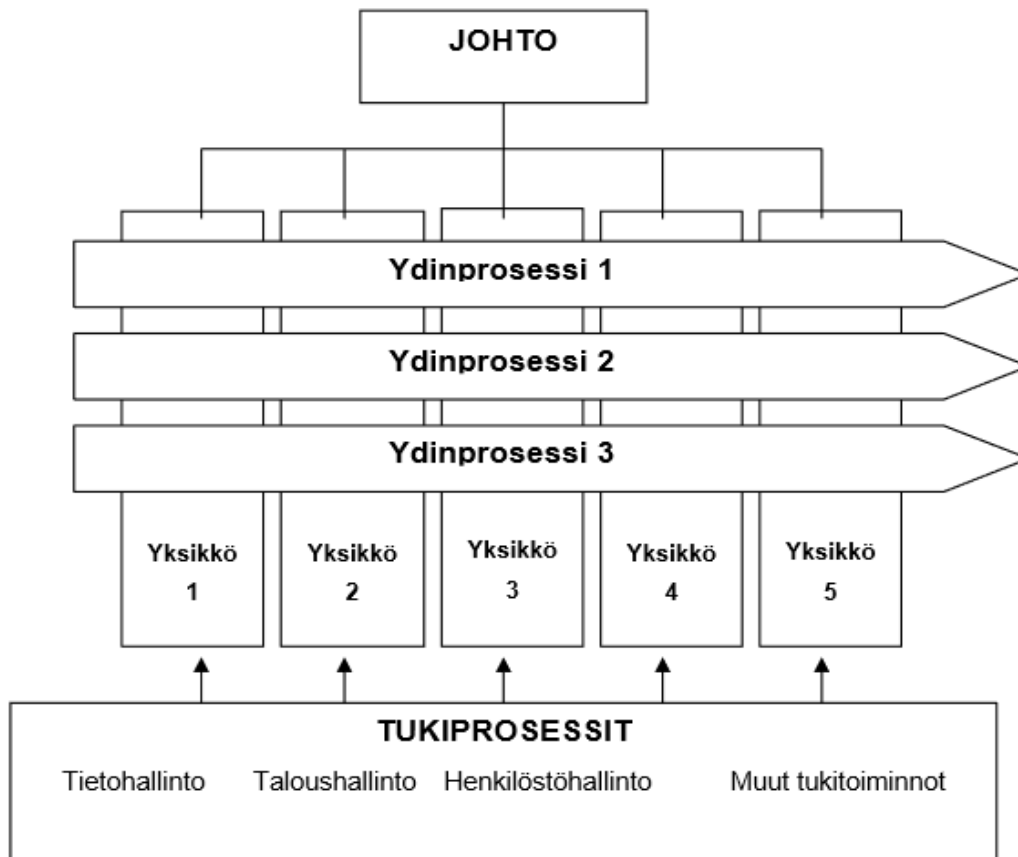 JOHTO
Ydinprosessi 1
Ydinprosessi 2
Ydinprosessi 3
Yksikkö
1
Yksikkö
2
Yksikkö
3
Yksikkö
4
Yksikkö
5
TUKIPROSESSIT
Tietohallinto Taloushallinto Henkilöstöhallinto Muut tukitoiminnot